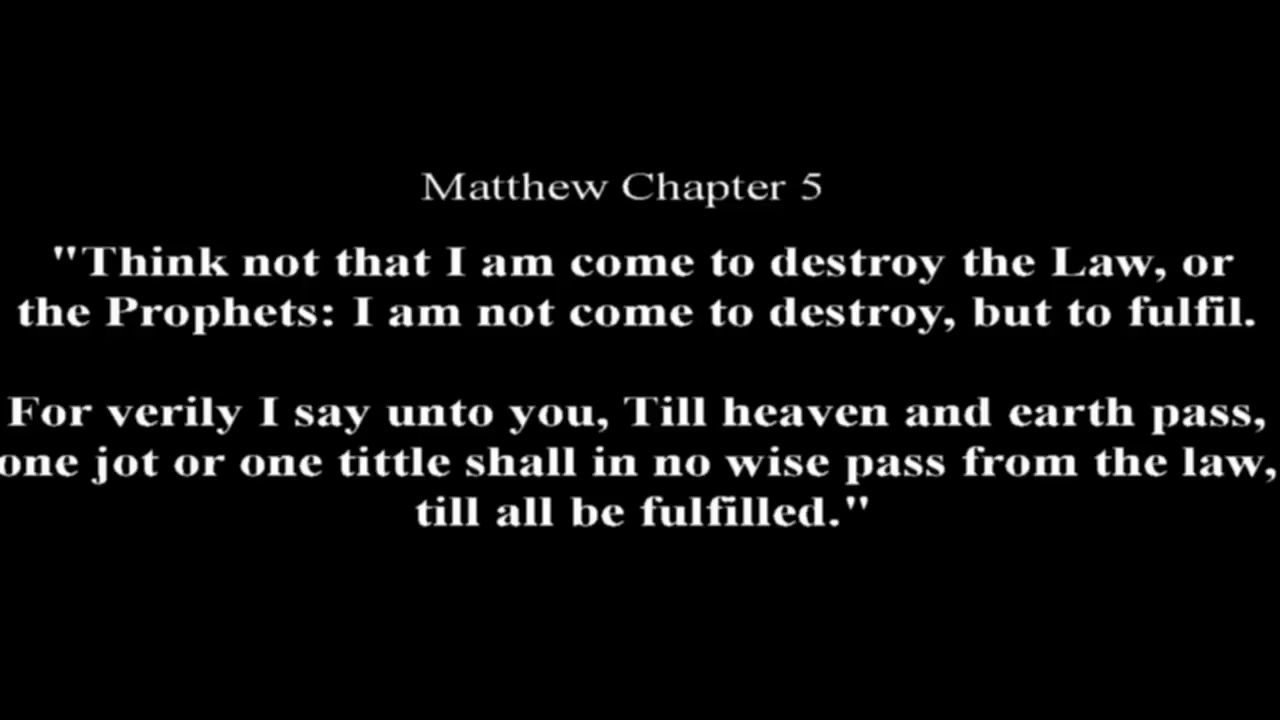 Matthew Chapter 5
"Think not that I am come to destroy the Law, or
the Prophets: I am not come to destroy, but to fulfil.
For verily I say unto you, Till heaven and earth pass,
one jot or one tittle shall in no wise pass from the law,
till all be fulfilled."